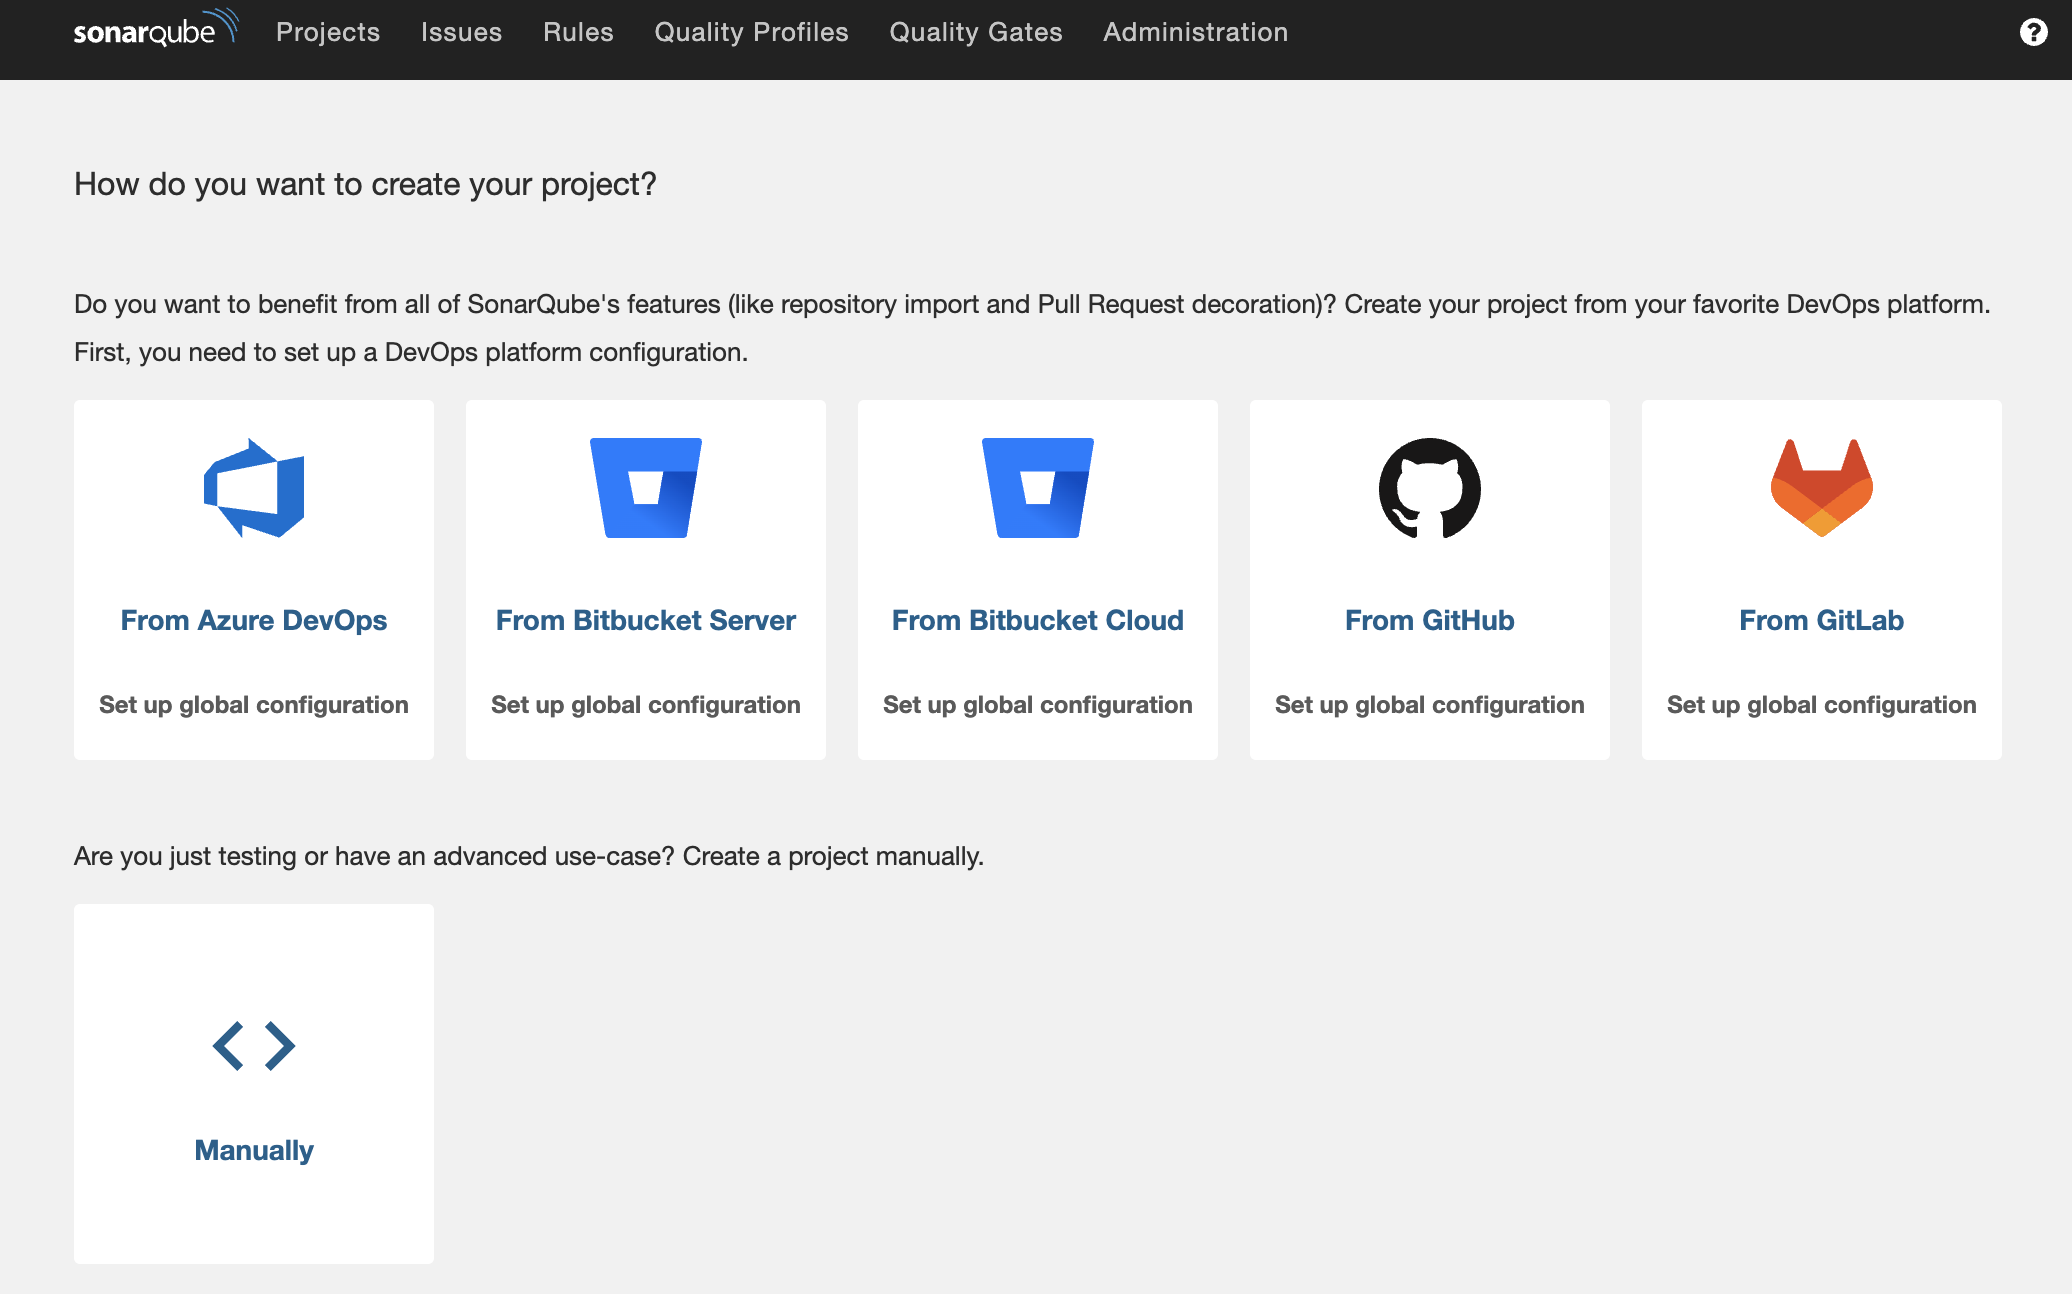 sonarqube Projects Issues Rules Quality Profiles Quality Gates Administration ?
How do you want to create your project?
Do you want to benefit from all of SonarQube's features (like repository import and Pull Request decoration)? Create your project from your favorite DevOps platform.
First, you need to set up a DevOps platform configuration.
From Azure DevOps From Bitbucket Server From Bitbucket Cloud From GitHub From GitLab
Set up global configuration Set up global configuration Set up global configuration Set up global configuration Set up global configuration
Are you just testing or have an advanced use-case? Create a project manually.
Manually